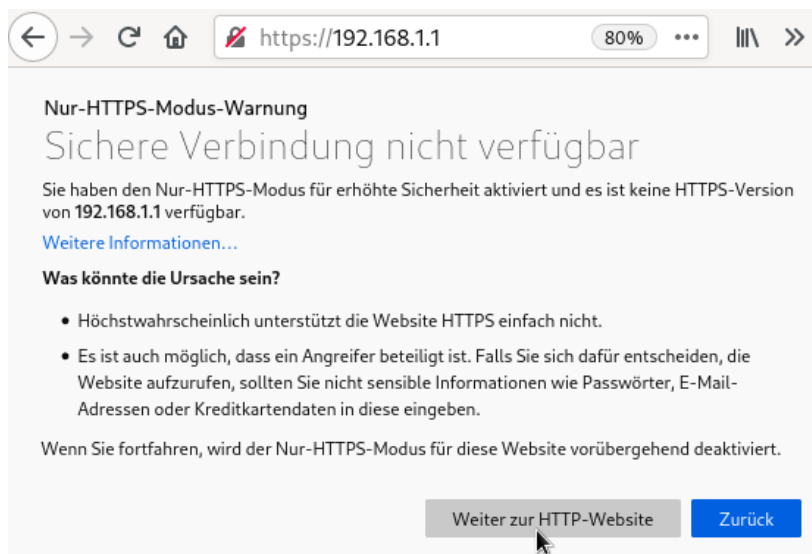 https://192.168.1.1 80%
Nur-HTTPS-Modus-Warnung
Sichere Verbindung nicht verfügbar
Sie haben den Nur-HTTPS-Modus für erhöhte Sicherheit aktiviert und es ist keine HTTPS-Version
von 192.168.1.1 verfügbar.
Weitere Informationen…
Was könnte die Ursache sein?
• Höchstwahrscheinlich unterstützt die Website HTTPS einfach nicht.
• Es ist auch möglich, dass ein Angreifer beteiligt ist. Falls Sie sich dafür entscheiden, die
Website aufzurufen, sollten Sie nicht sensible Informationen wie Passwörter, E-Mail-
Adressen oder Kreditkartendaten in diese eingeben.
Wenn Sie fortfahren, wird der Nur-HTTPS-Modus für diese Website vorübergehend deaktiviert.
Weiter zur HTTP-Website Zurück